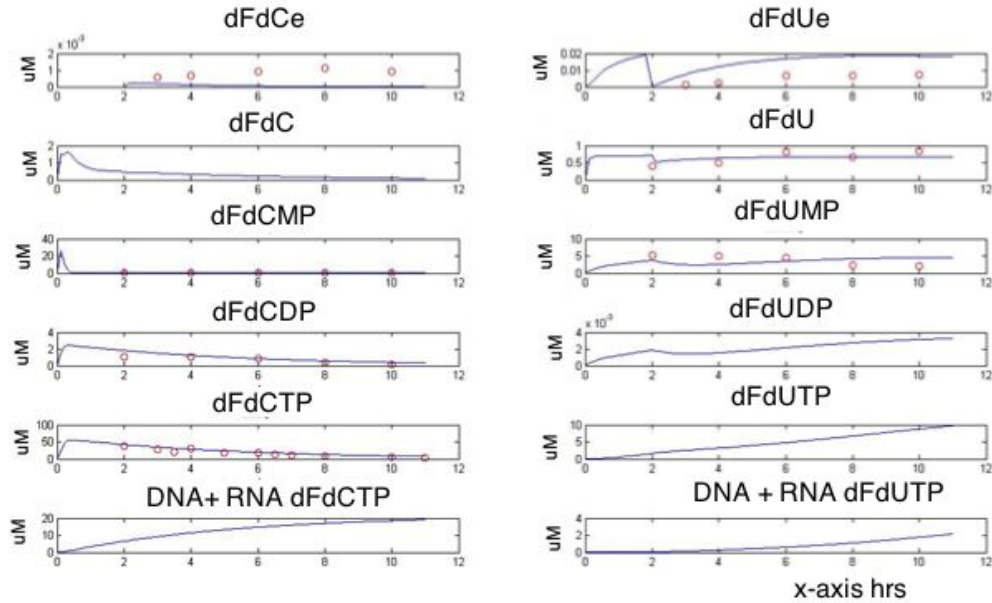 dFdCe
× 10⁻³
uM
2
1
0
0 2 4 6 8 10 12
dFdC
uM
2
1
0
0 2 4 6 8 10 12
dFdCMP
uM
40
20
0
0 2 4 6 8 10 12
dFdCDP
uM
4
2
0
0 2 4 6 8 10 12
dFdCTP
uM
100
50
0
0 2 4 6 8 10 12
DNA+ RNA dFdCTP
uM
20
10
0
0 2 4 6 8 10 12
dFdUe
uM
0.02
0.01
0
0 2 4 6 8 10 12
dFdU
uM
1
0.5
0
0 2 4 6 8 10 12
dFdUMP
uM
10
5
0
0 2 4 6 8 10 12
dFdUDP
× 10⁻³
uM
4
2
0
0 2 4 6 8 10 12
dFdUTP
uM
10
5
0
0 2 4 6 8 10 12
DNA + RNA dFdUTP
uM
4
2
0
0 2 4 6 8 10 12
x-axis hrs